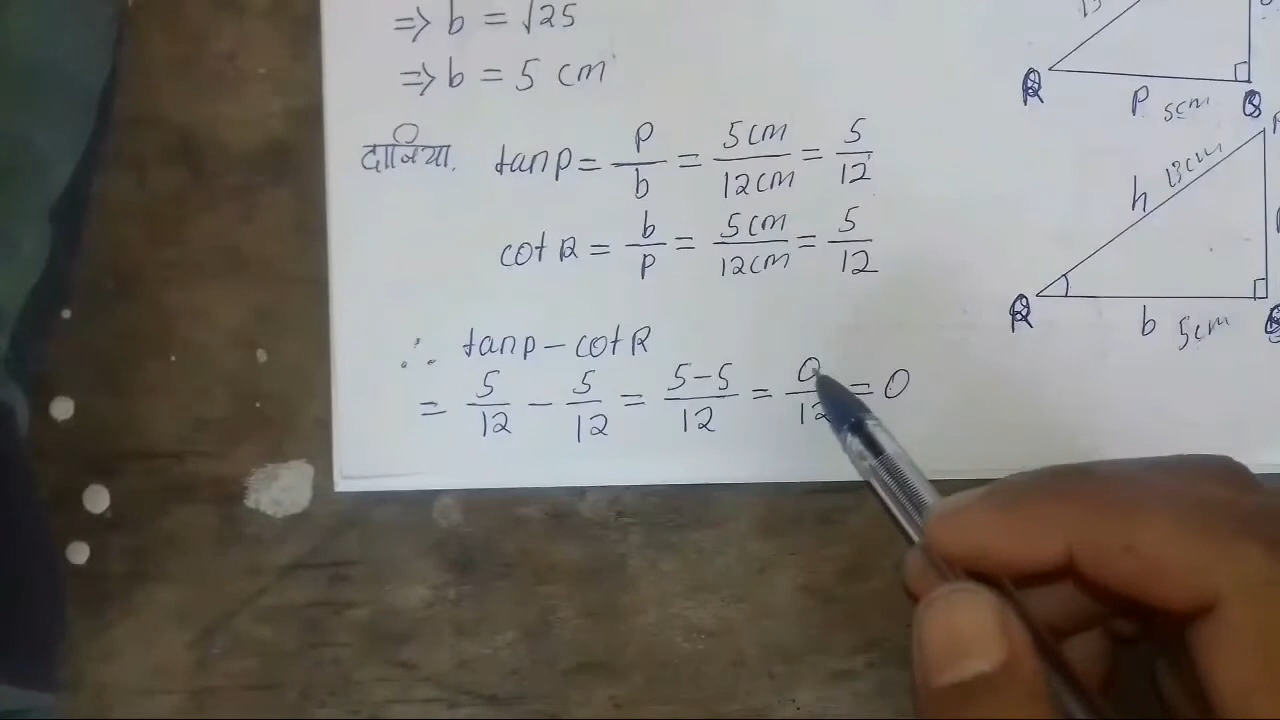 ⇒ b = √25
⇒ b = 5 cm
tan P = P/b = 5cm/12cm = 5/12
cot R = b/P = 5cm/12cm = 5/12
∴ tan P − cot R
= 5/12 − 5/12 = (5−5)/12 = 0/12 = 0
R P 5cm
h 13cm
R b 5cm